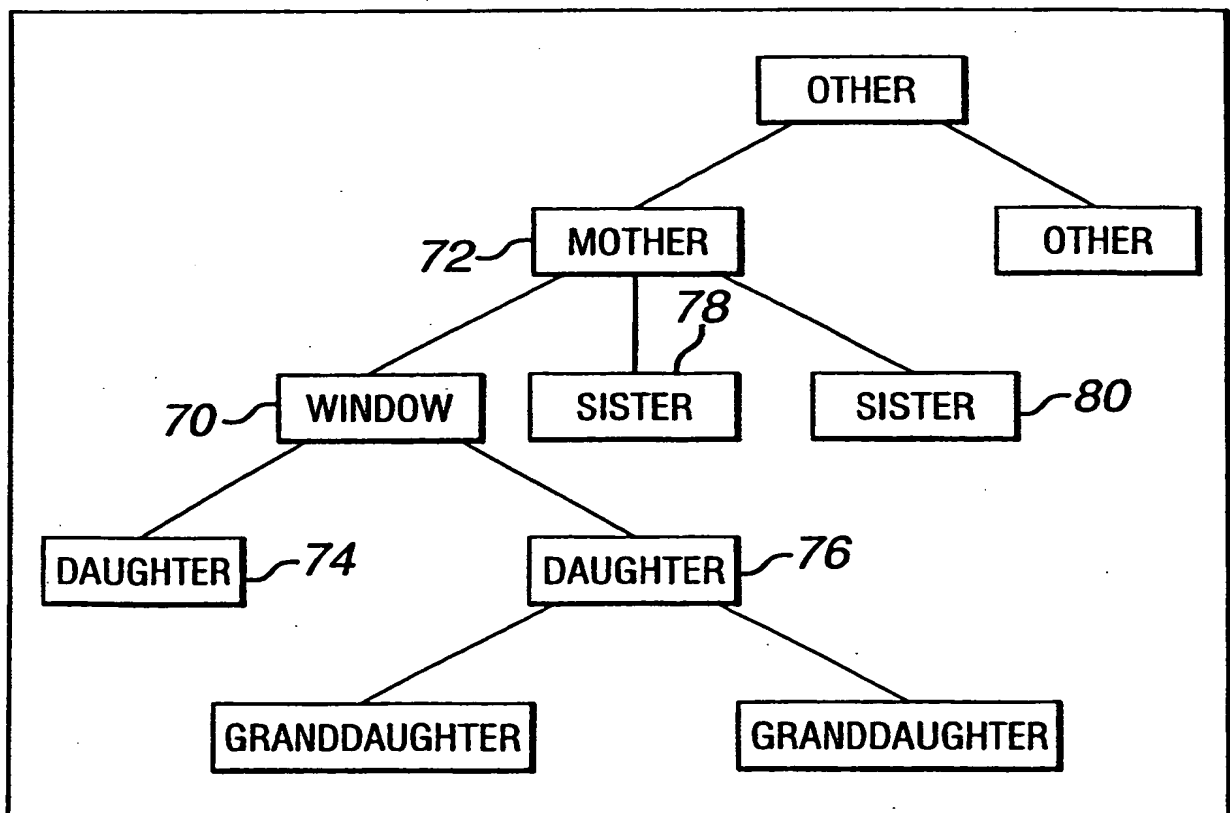 OTHER
72 MOTHER OTHER
78
70 WINDOW SISTER SISTER 80
DAUGHTER 74 DAUGHTER 76
GRANDDAUGHTER GRANDDAUGHTER